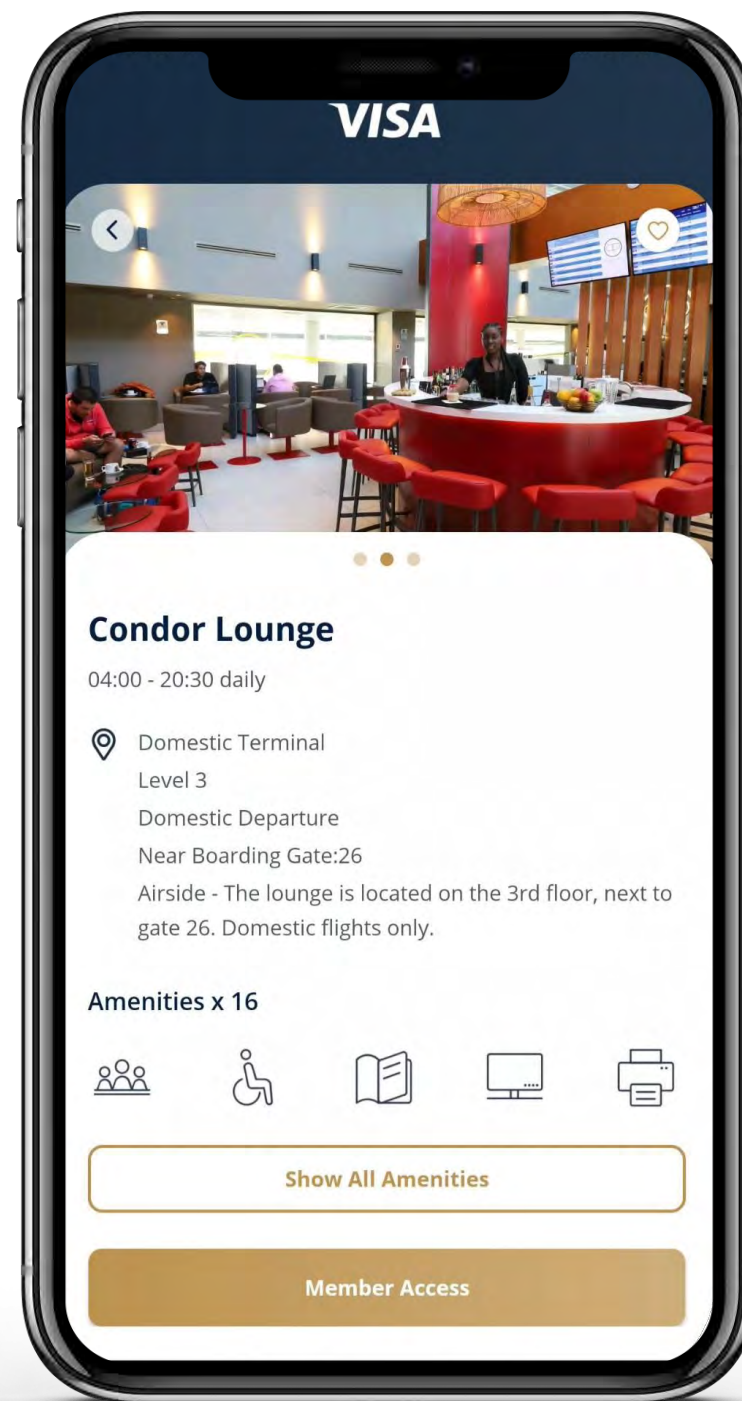 VISA
Condor Lounge
04:00 - 20:30 daily
Domestic Terminal
Level 3
Domestic Departure
Near Boarding Gate:26
Airside - The lounge is located on the 3rd floor, next to
gate 26. Domestic flights only.
Amenities x 16
Show All Amenities
Member Access